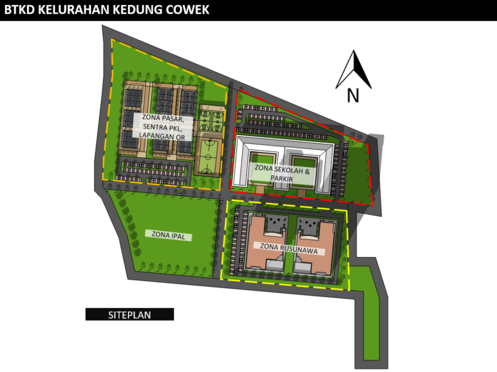 BTKD KELURAHAN KEDUNG COWEK
N
ZONA PASAR,
SENTRA PKL,
LAPANGAN OR
ZONA SEKOLAH &
PARKIR
ZONA IPAL
ZONA RUSUNAWA
SITEPLAN